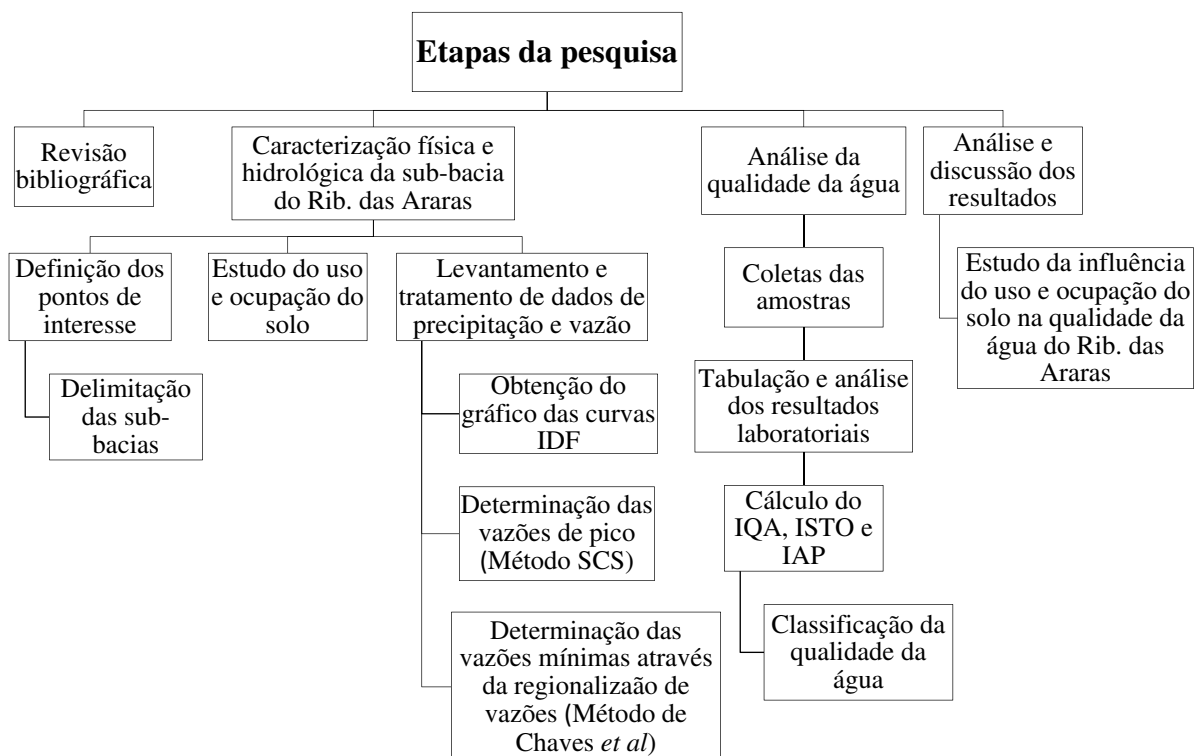 Etapas da pesquisa
Revisão
bibliográfica
Caracterização física e
hidrológica da sub-bacia
do Rib. das Araras
Análise da
qualidade da água
Análise e
discussão dos
resultados
Definição dos
pontos de
interesse
Estudo do uso
e ocupação do
solo
Levantamento e
tratamento de dados de
precipitação e vazão
Coletas das
amostras
Estudo da influência
do uso e ocupação do
solo na qualidade da
água do Rib. das
Araras
Delimitação
das sub-
bacias
Obtenção do
gráfico das curvas
IDF
Tabulação e análise
dos resultados
laboratoriais
Determinação das
vazões de pico
(Método SCS)
Cálculo do
IQA, ISTO e
IAP
Determinação das
vazões mínimas através
da regionalizaão de
vazões (Método de
Chaves et al)
Classificação da
qualidade da
água